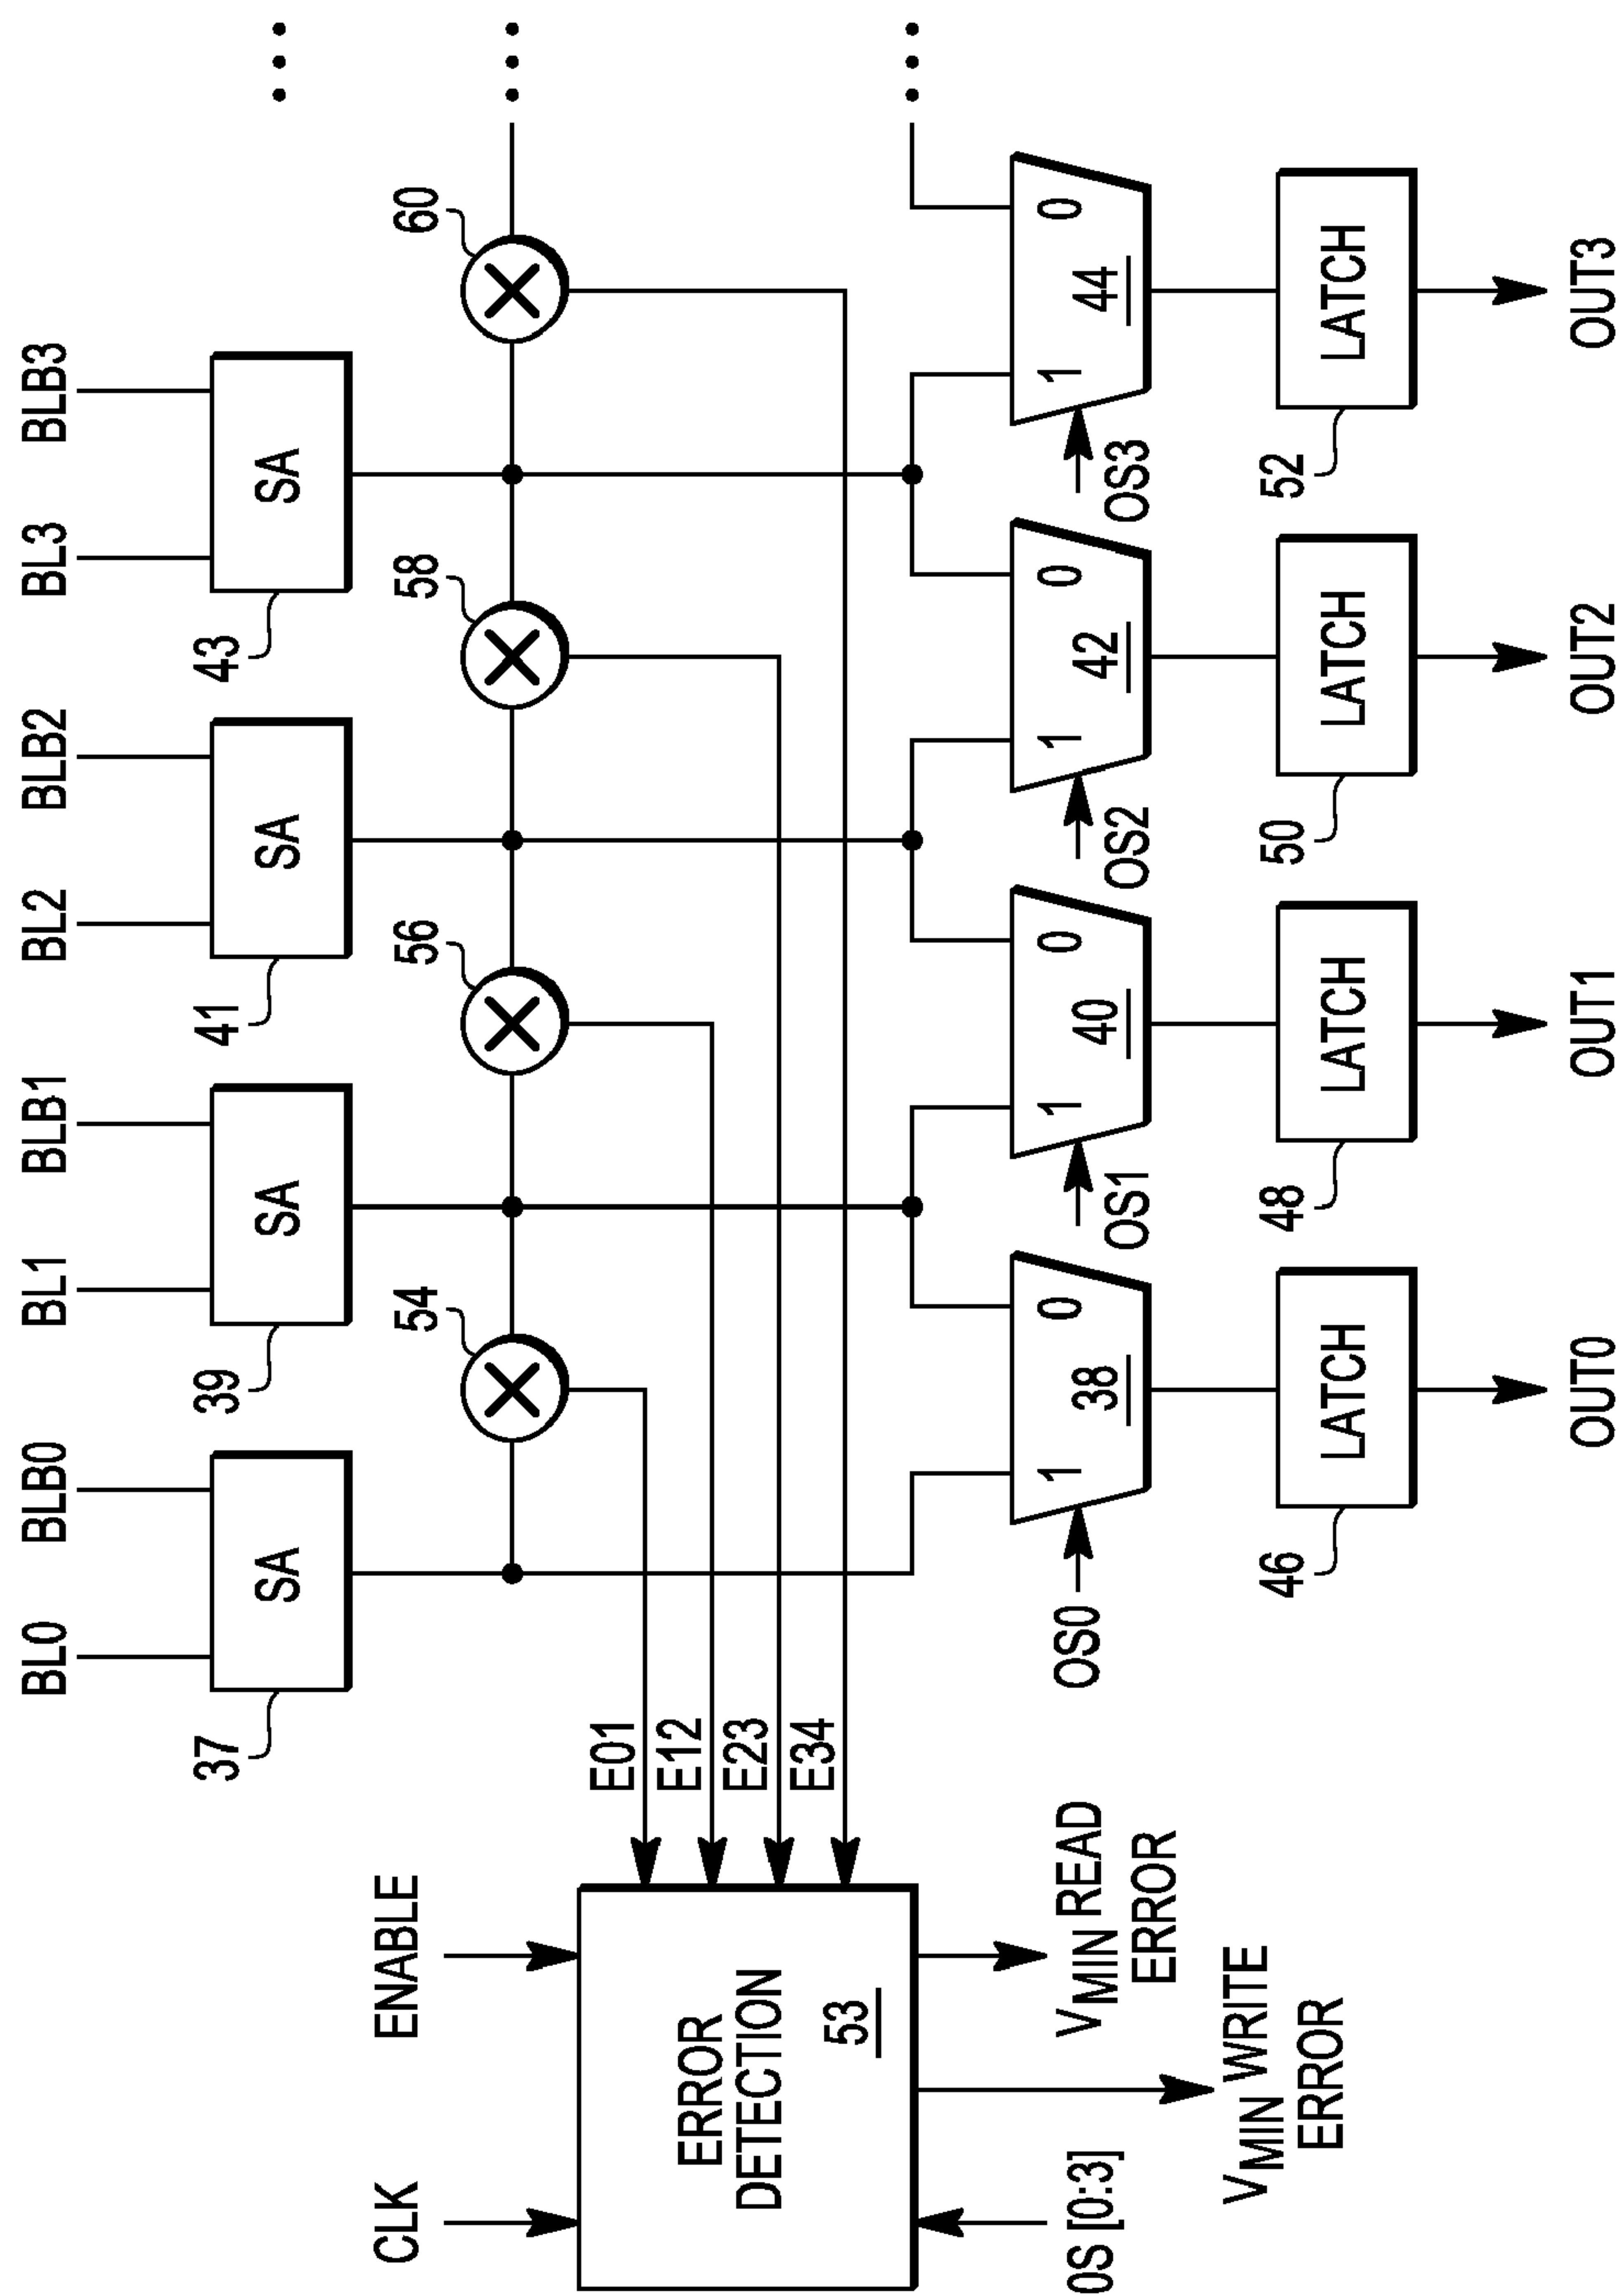 BL0
BLB0
BL1
BLB1
BL2
BLB2
BL3
BLB3
37
SA
39
SA
41
SA
43
SA
54
56
58
60
CLK
ENABLE
E01
E12
E23
E34
ERROR
DETECTION
53
OS0
1
38
0
OS1
1
40
0
OS2
1
42
0
OS3
1
44
0
0S [0:3]
VMIN WRITE
ERROR
VMIN READ
ERROR
46
LATCH
48
LATCH
50
LATCH
52
LATCH
OUT0
OUT1
OUT2
OUT3